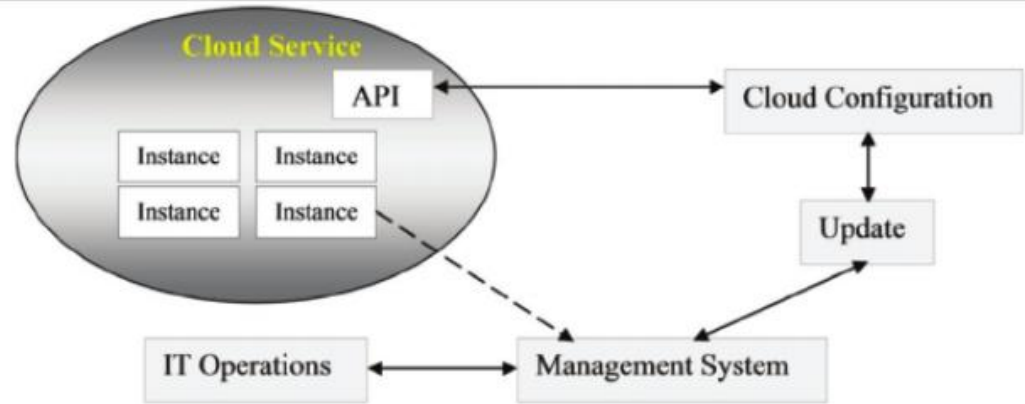 Cloud Service
API
Cloud Configuration
Instance Instance
Instance Instance
Update
IT Operations
Management System